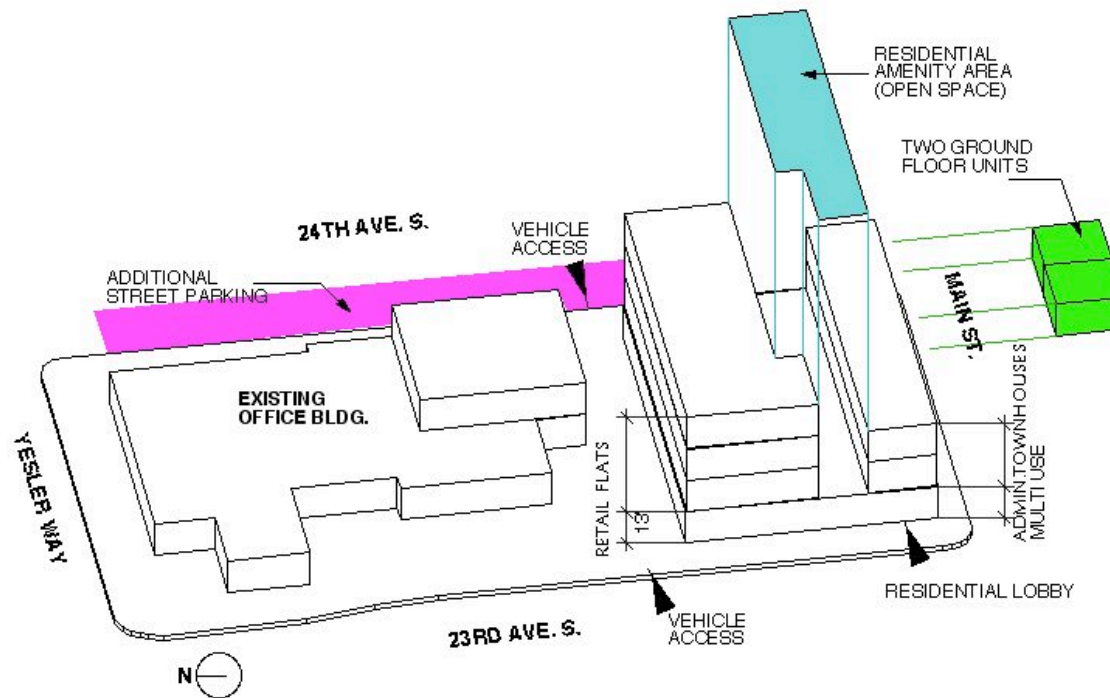 RESIDENTIAL
AMENITY AREA
(OPEN SPACE)
TWO GROUND
FLOOR UNITS
24TH AVE. S.
VEHICLE
ACCESS
ADDITIONAL
STREET PARKING
MAIN ST.
EXISTING
OFFICE BLDG.
YESLER WAY
RETAIL FLATS
13'
ADMIN.TOWNHOUSES
MULTI USE
RESIDENTIAL LOBBY
VEHICLE
ACCESS
23RD AVE. S.
N